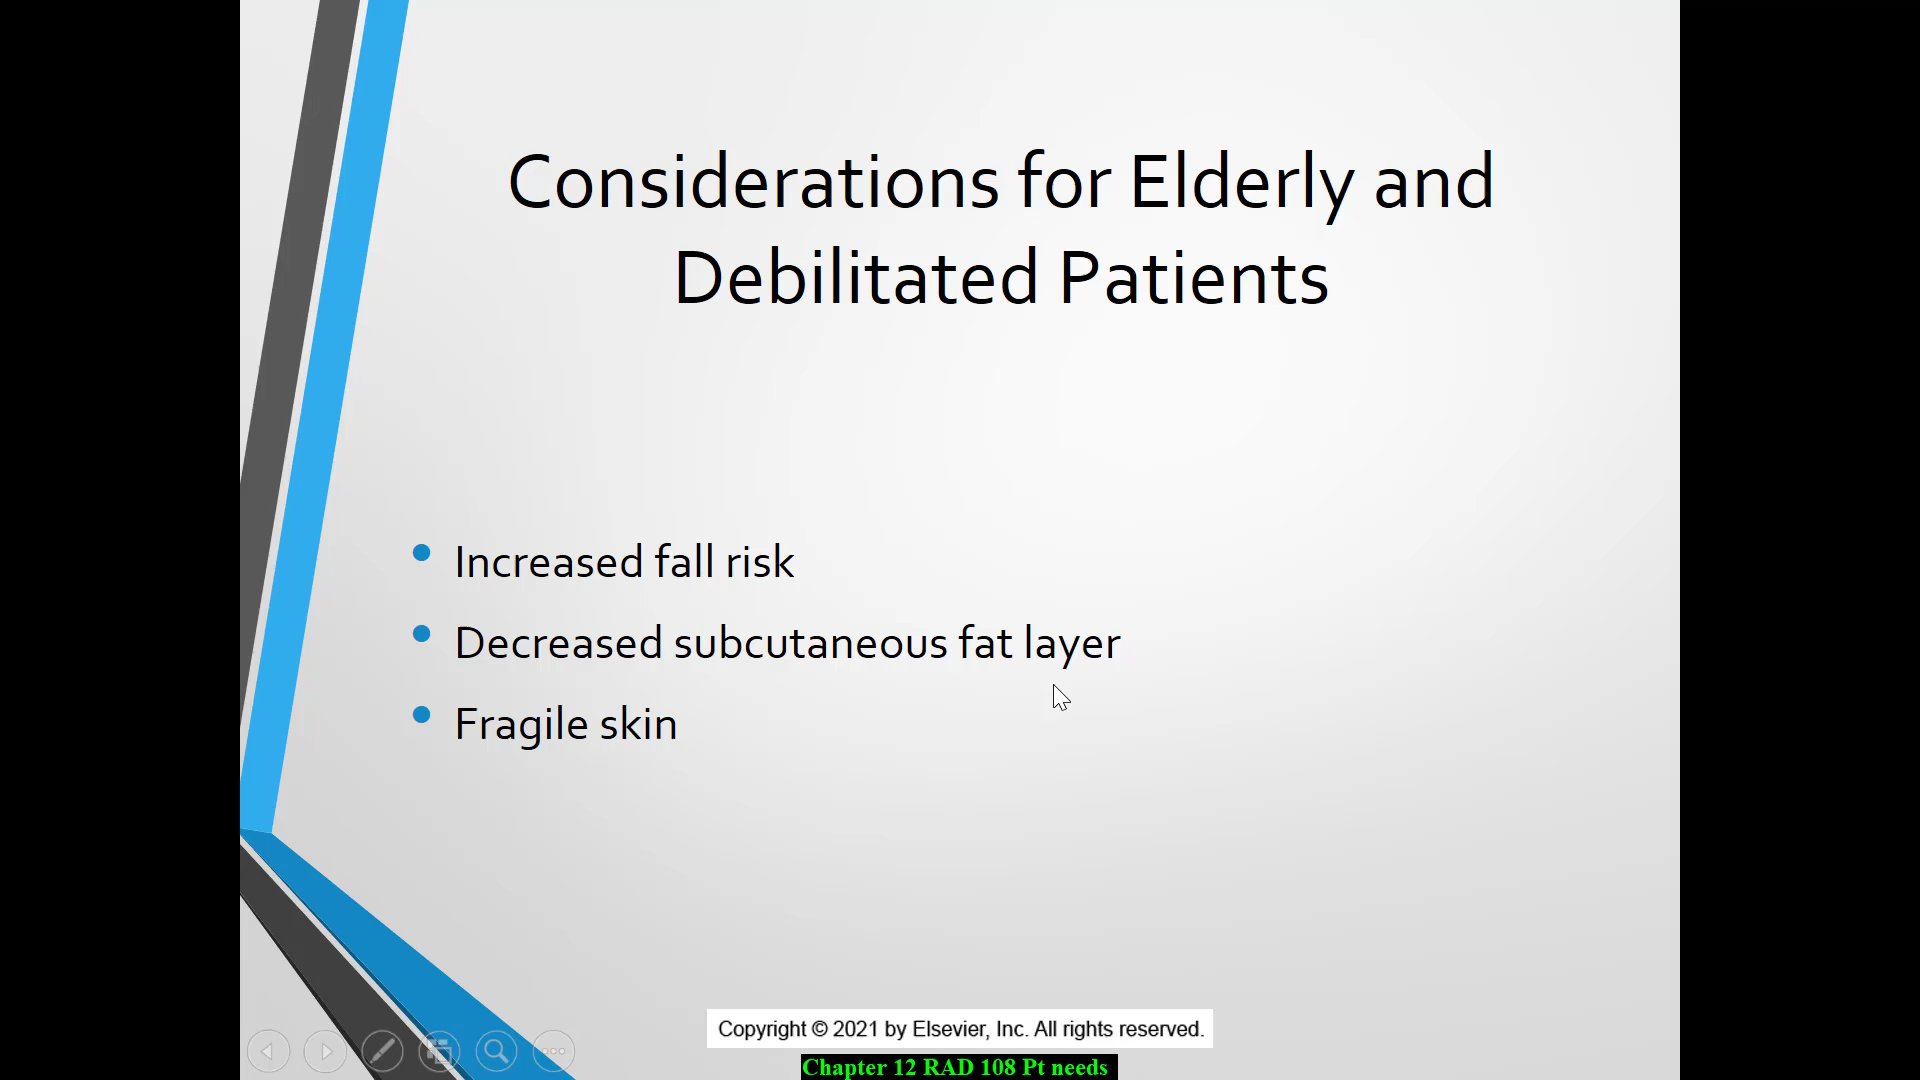 Considerations for Elderly and
Debilitated Patients
• Increased fall risk
• Decreased subcutaneous fat layer
• Fragile skin
Copyright © 2021 by Elsevier, Inc. All rights reserved.
Chapter 12 RAD 108 Pt needs